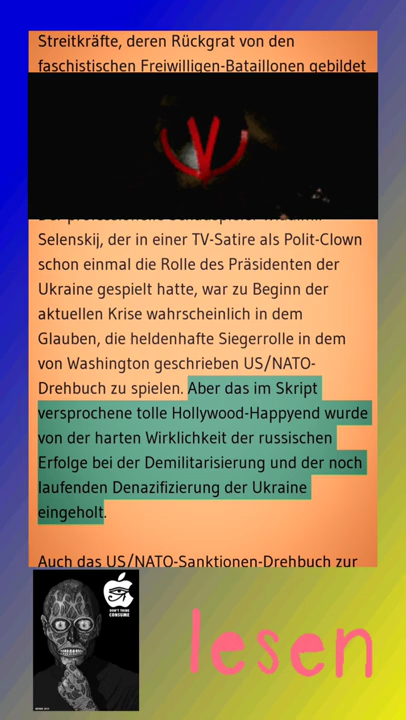 Streitkräfte, deren Rückgrat von den
faschistischen Freiwilligen-Bataillonen gebildet
Selenskij, der in einer TV-Satire als Polit-Clown
schon einmal die Rolle des Präsidenten der
Ukraine gespielt hatte, war zu Beginn der
aktuellen Krise wahrscheinlich in dem
Glauben, die heldenhafte Siegerrolle in dem
von Washington geschrieben US/NATO-
Drehbuch zu spielen. Aber das im Skript
versprochene tolle Hollywood-Happyend wurde
von der harten Wirklichkeit der russischen
Erfolge bei der Demilitarisierung und der noch
laufenden Denazifizierung der Ukraine
eingeholt.
Auch das US/NATO-Sanktionen-Drehbuch zur
DON'T THINK
CONSUME
lesen